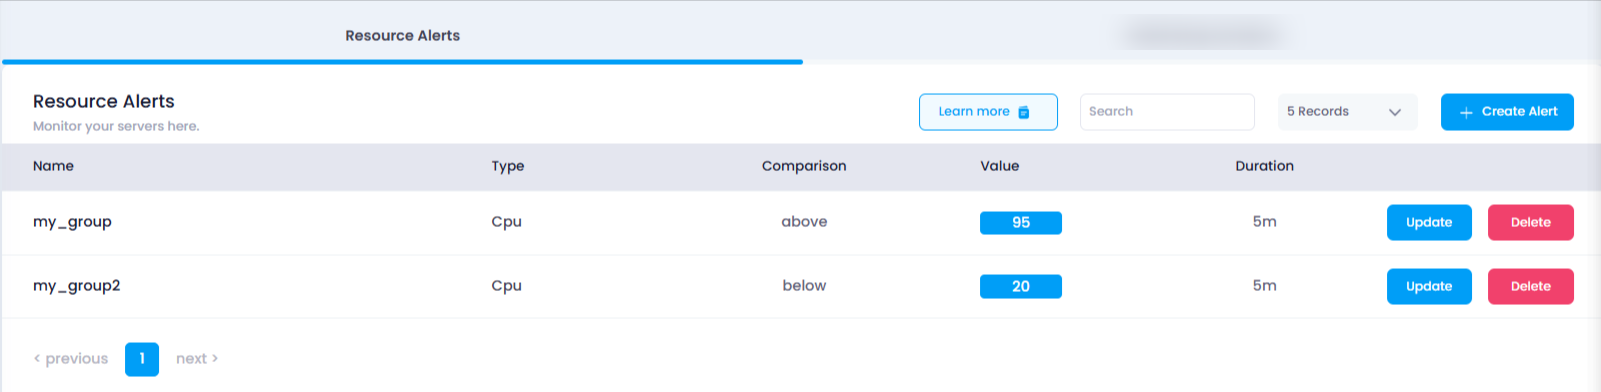 Resource Alerts
Resource Alerts
Monitor your servers here.
Learn more
Search
5 Records
+ Create Alert
Name Type Comparison Value Duration
my_group Cpu above 95 5m Update Delete
my_group2 Cpu below 20 5m Update Delete
< previous 1 next >